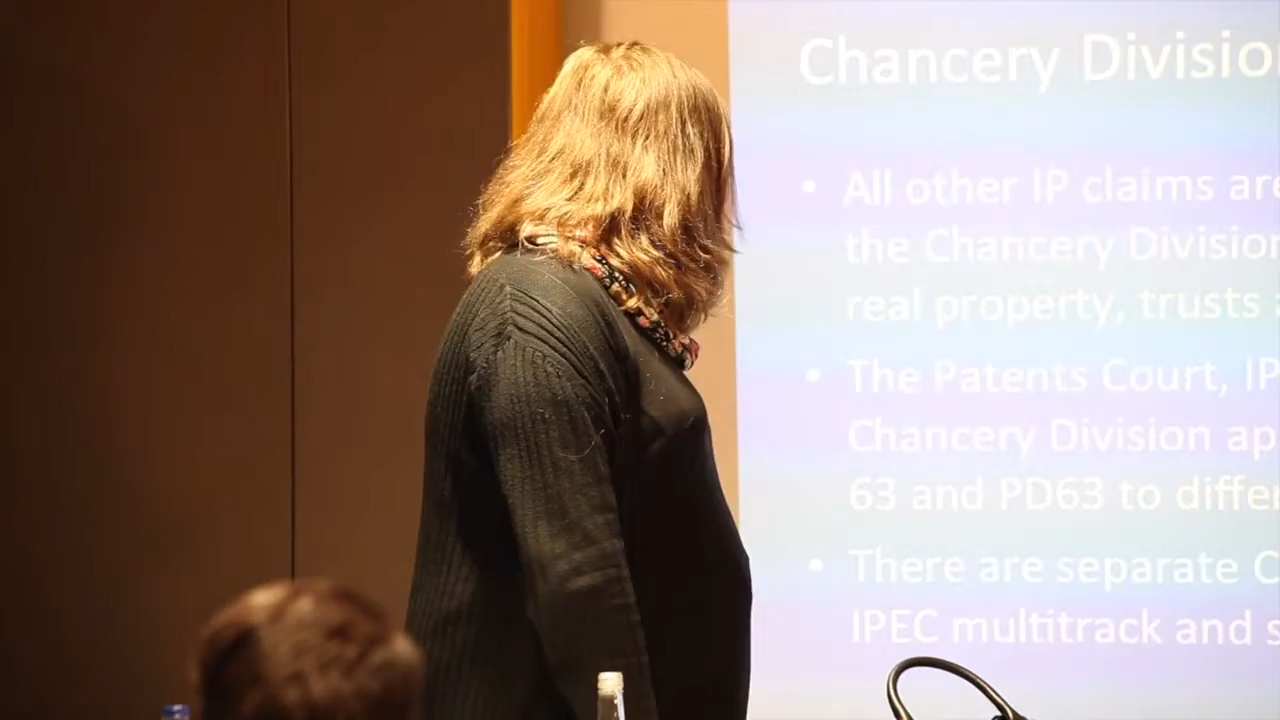 Chancery Divisio
• All other IP claims are
the Chancery Division
real property, trusts
• The Patents Court, IP
Chancery Division ap
63 and PD63 to differe
• There are separate C
IPEC multitrack and s